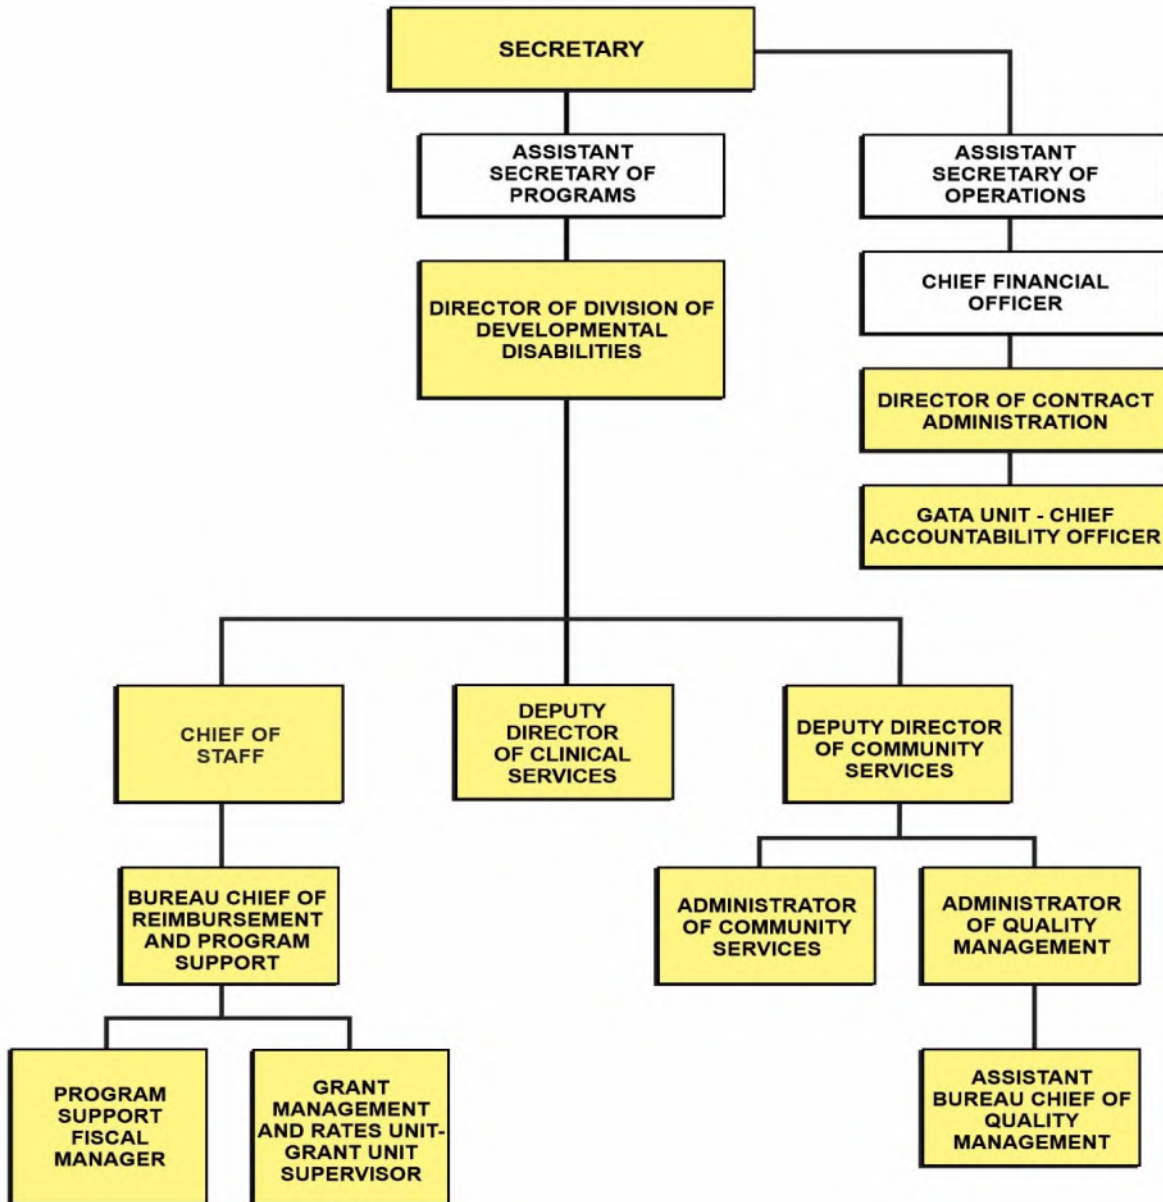 SECRETARY
ASSISTANT
SECRETARY OF
PROGRAMS
ASSISTANT
SECRETARY OF
OPERATIONS
DIRECTOR OF DIVISION OF
DEVELOPMENTAL
DISABILITIES
CHIEF FINANCIAL
OFFICER
DIRECTOR OF CONTRACT
ADMINISTRATION
GATA UNIT - CHIEF
ACCOUNTABILITY OFFICER
CHIEF OF
STAFF
DEPUTY
DIRECTOR
OF CLINICAL
SERVICES
DEPUTY DIRECTOR
OF COMMUNITY
SERVICES
BUREAU CHIEF OF
REIMBURSEMENT
AND PROGRAM
SUPPORT
ADMINISTRATOR
OF COMMUNITY
SERVICES
ADMINISTRATOR
OF QUALITY
MANAGEMENT
PROGRAM
SUPPORT
FISCAL
MANAGER
GRANT
MANAGEMENT
AND RATES UNIT-
GRANT UNIT
SUPERVISOR
ASSISTANT
BUREAU CHIEF OF
QUALITY
MANAGEMENT